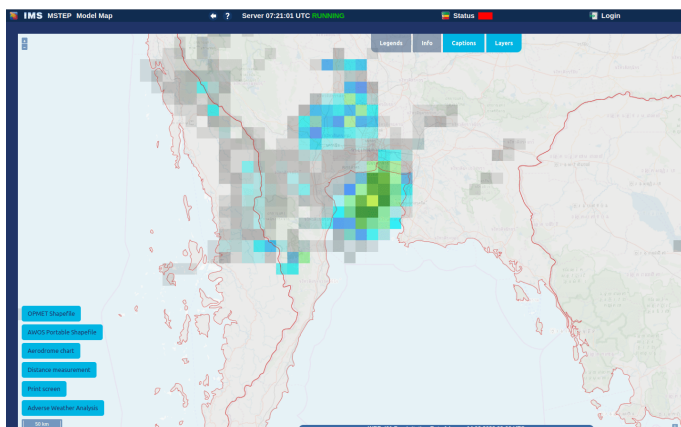 IMS MSTEP Model Map ? Server 07:21:01 UTC RUNNING Status Login
Legends Info Captions Layers
OPMET Shapefile
AWOS Portable Shapefile
Aerodrome chart
Distance measurement
Print screen
Adverse Weather Analysis
50 km